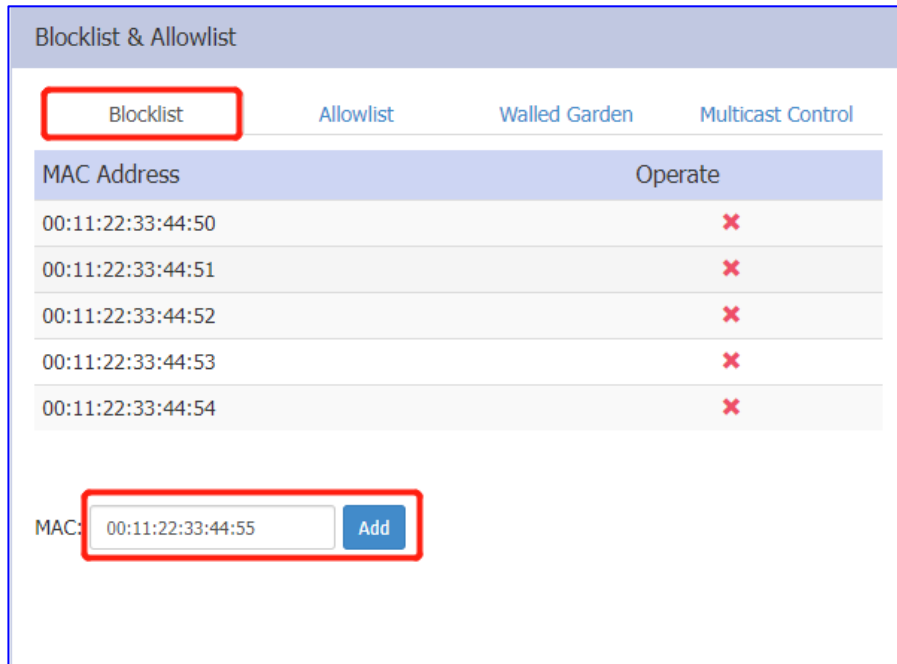 Blocklist & Allowlist
Blocklist Allowlist Walled Garden Multicast Control
MAC Address Operate
00:11:22:33:44:50
00:11:22:33:44:51
00:11:22:33:44:52
00:11:22:33:44:53
00:11:22:33:44:54
MAC: 00:11:22:33:44:55 Add